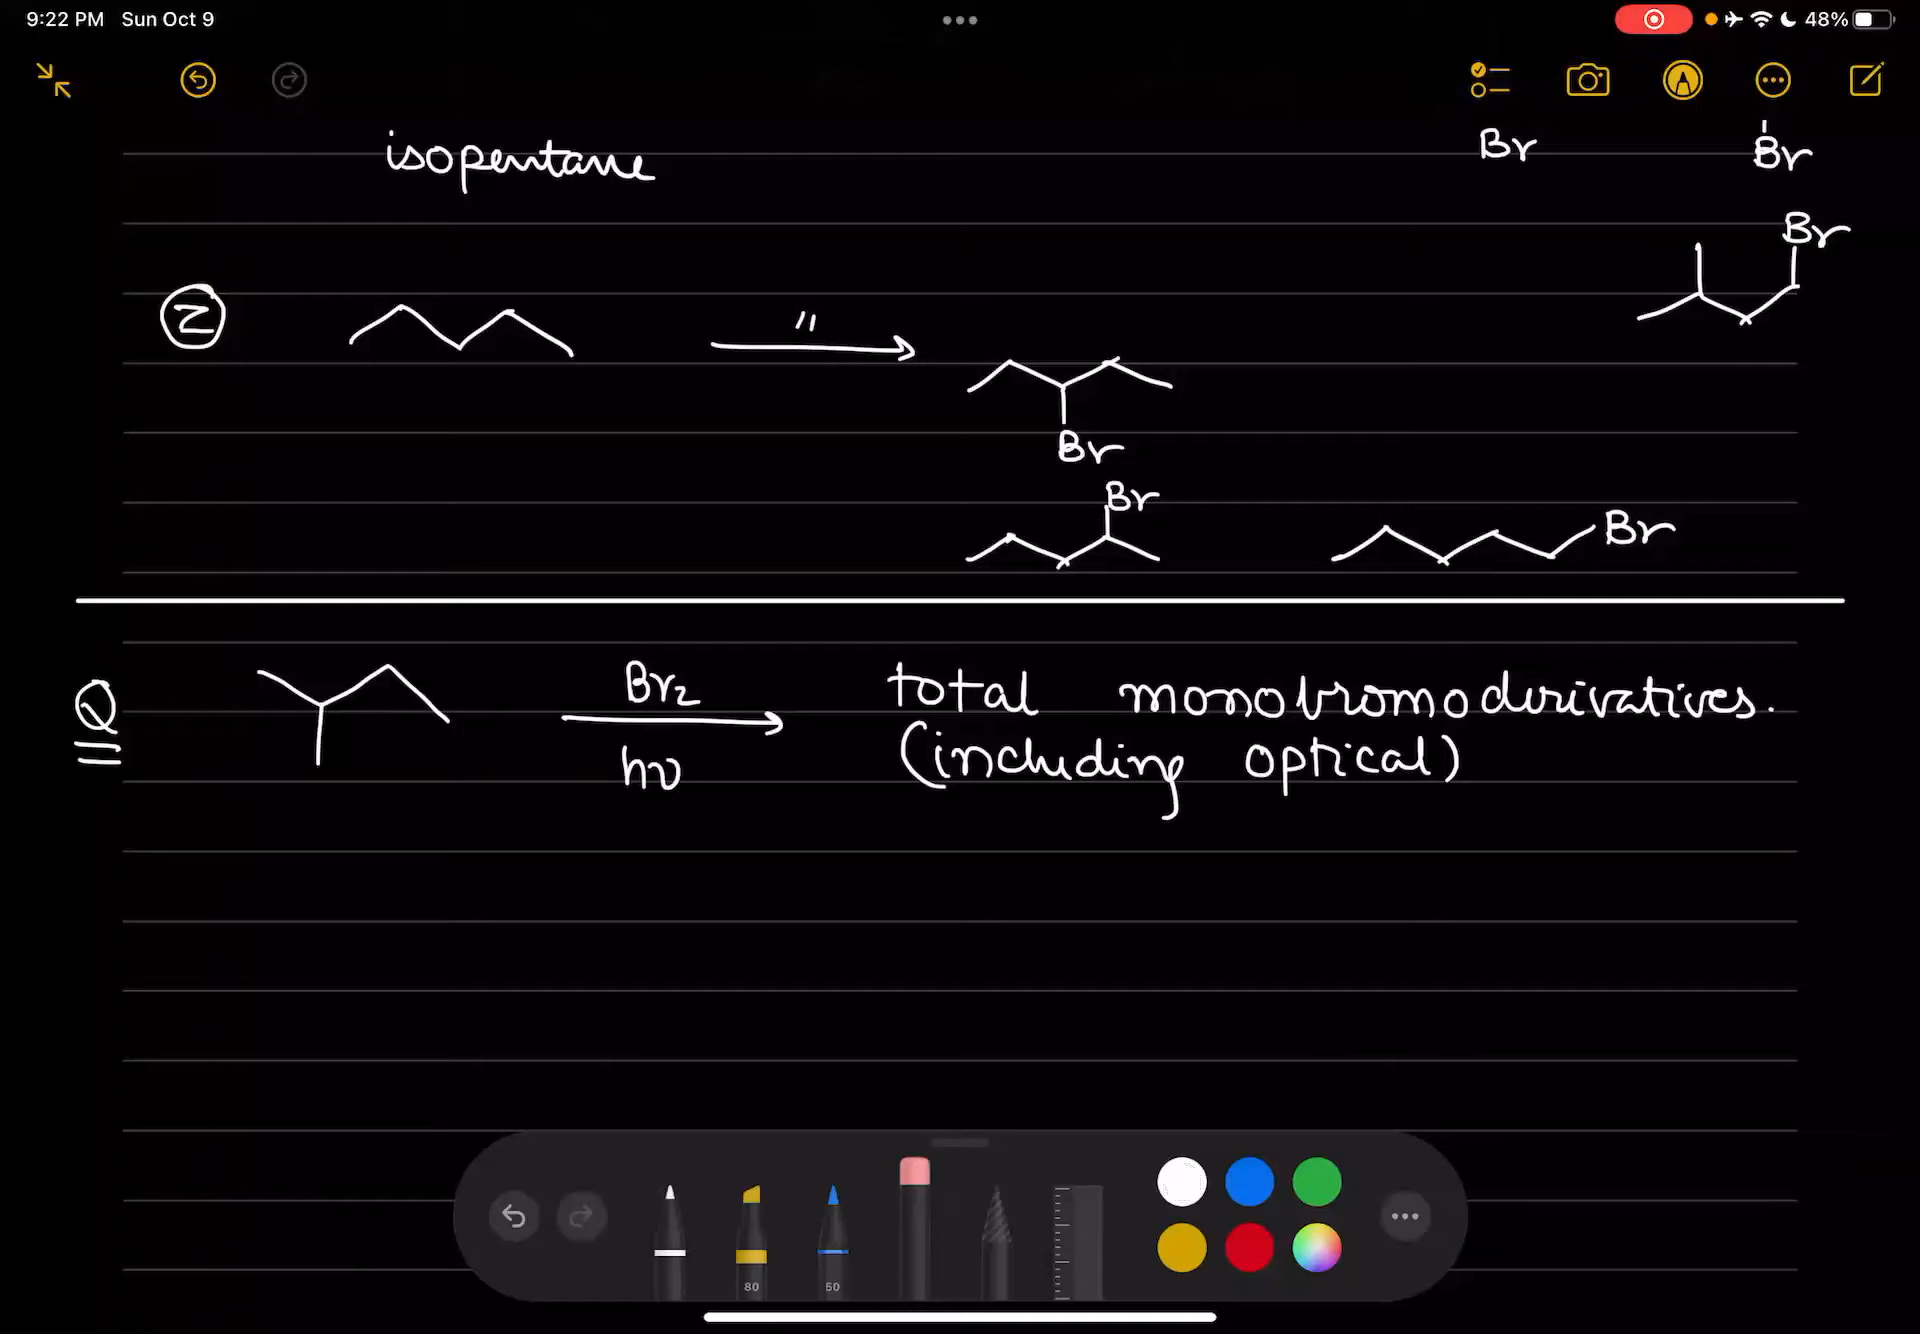 9:22 PM Sun Oct 9
48%
isopentane
Br
Br
Br
2
"
Br
Br
Br
Q
Br2
total monobromoderivatives.
hν
(including optical)
80
50